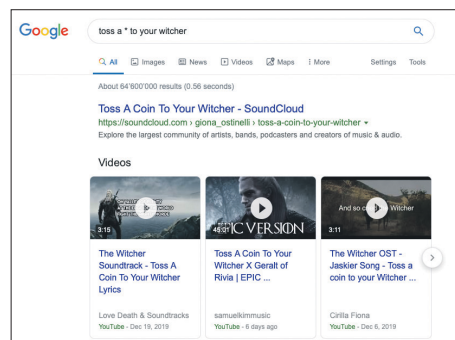 Google
toss a * to your witcher
All Images News Videos Maps More Settings Tools
About 64'600'000 results (0.56 seconds)
Toss A Coin To Your Witcher - SoundCloud
https://soundcloud.com › giona_ostinelli › toss-a-coin-to-your-witcher
Explore the largest community of artists, bands, podcasters and creators of music & audio.
Videos
3:15
45:01 EPIC VERSION
And so Witcher
3:11
The Witcher
Soundtrack - Toss A
Coin To Your Witcher
Lyrics
Love Death & Soundtracks
YouTube - Dec 19, 2019
Toss A Coin To Your
Witcher X Geralt of
Rivia | EPIC ...
samuelkimmusic
YouTube - 6 days ago
The Witcher OST -
Jaskier Song - Toss a
coin to your Witcher ...
Cirilla Fiona
YouTube - Dec 6, 2019